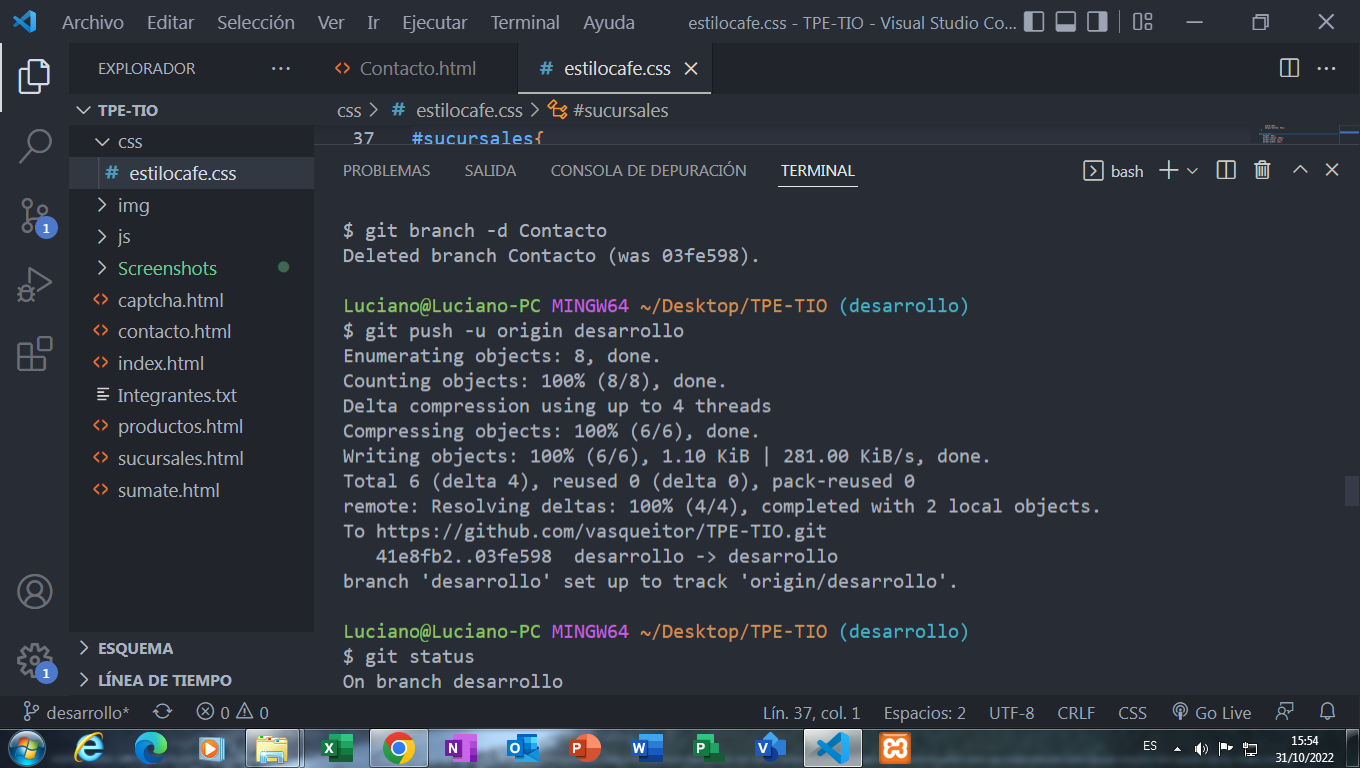 Archivo Editar Selección Ver Ir Ejecutar Terminal Ayuda estilocafe.css - TPE-TIO - Visual Studio Co...
EXPLORADOR
Contacto.html
# estilocafe.css
TPE-TIO
css
# estilocafe.css
img
js
Screenshots
captcha.html
contacto.html
index.html
Integrantes.txt
productos.html
sucursales.html
sumate.html
ESQUEMA
LÍNEA DE TIEMPO
1
1
css > # estilocafe.css > #sucursales
37 #sucursales{
PROBLEMAS SALIDA CONSOLA DE DEPURACIÓN TERMINAL bash
$ git branch -d Contacto
Deleted branch Contacto (was 03fe598).
Luciano@Luciano-PC MINGW64 ~/Desktop/TPE-TIO (desarrollo)
$ git push -u origin desarrollo
Enumerating objects: 8, done.
Counting objects: 100% (8/8), done.
Delta compression using up to 4 threads
Compressing objects: 100% (6/6), done.
Writing objects: 100% (6/6), 1.10 KiB | 281.00 KiB/s, done.
Total 6 (delta 4), reused 0 (delta 0), pack-reused 0
remote: Resolving deltas: 100% (4/4), completed with 2 local objects.
To https://github.com/vasqueitor/TPE-TIO.git
41e8fb2..03fe598 desarrollo -> desarrollo
branch 'desarrollo' set up to track 'origin/desarrollo'.
Luciano@Luciano-PC MINGW64 ~/Desktop/TPE-TIO (desarrollo)
$ git status
On branch desarrollo
desarrollo* 0 0 Lín. 37, col. 1 Espacios: 2 UTF-8 CRLF CSS Go Live
ES
15:54
31/10/2022